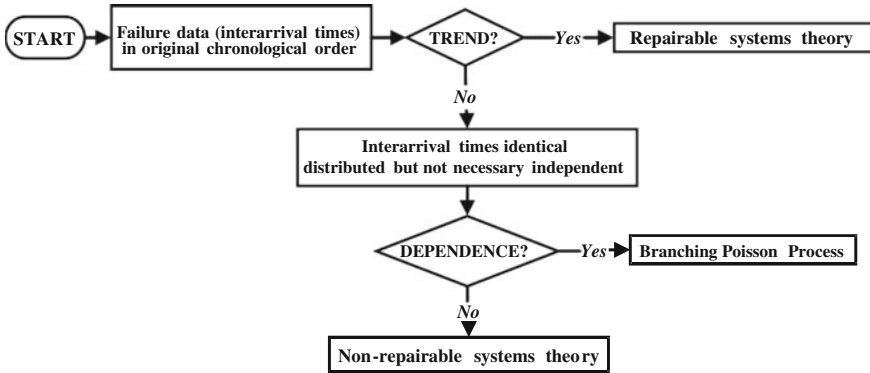 START
Failure data (interarrival times)
in original chronological order
TREND?
Yes
Repairable systems theory
No
Interarrival times identical
distributed but not necessary independent
DEPENDENCE?
Yes
Branching Poisson Process
No
Non-repairable systems theory